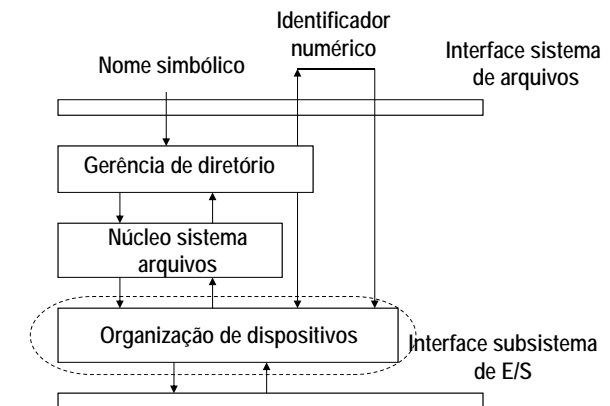 Identificador
numérico
Interface sistema
de arquivos
Nome simbólico
Gerência de diretório
Núcleo sistema
arquivos
Organização de dispositivos
Interface subsistema
de E/S